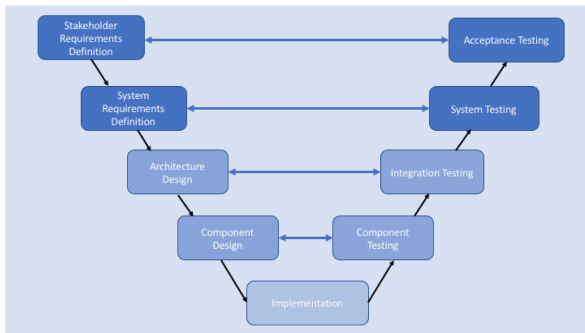 Stakeholder
Requirements
Definition
Acceptance Testing
System
Requirements
Definition
System Testing
Architecture
Design
Integration Testing
Component
Design
Component
Testing
Implementation